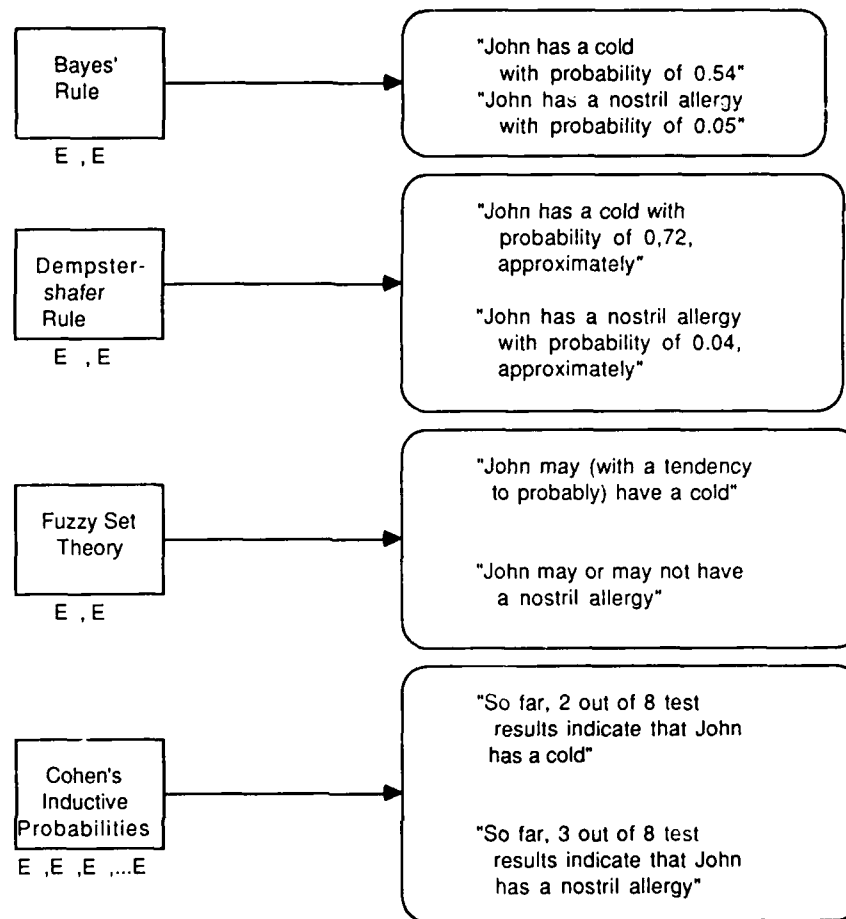 Bayes'
Rule
E , E
"John has a cold
with probability of 0.54"
"John has a nostril allergy
with probability of 0.05"
Dempster-
shafer
Rule
E , E
"John has a cold with
probability of 0,72,
approximately"
"John has a nostril allergy
with probability of 0.04,
approximately"
Fuzzy Set
Theory
E , E
"John may (with a tendency
to probably) have a cold"
"John may or may not have
a nostril allergy"
Cohen's
Inductive
Probabilities
E ,E ,E ,...E
"So far, 2 out of 8 test
results indicate that John
has a cold"
"So far, 3 out of 8 test
results indicate that John
has a nostril allergy"